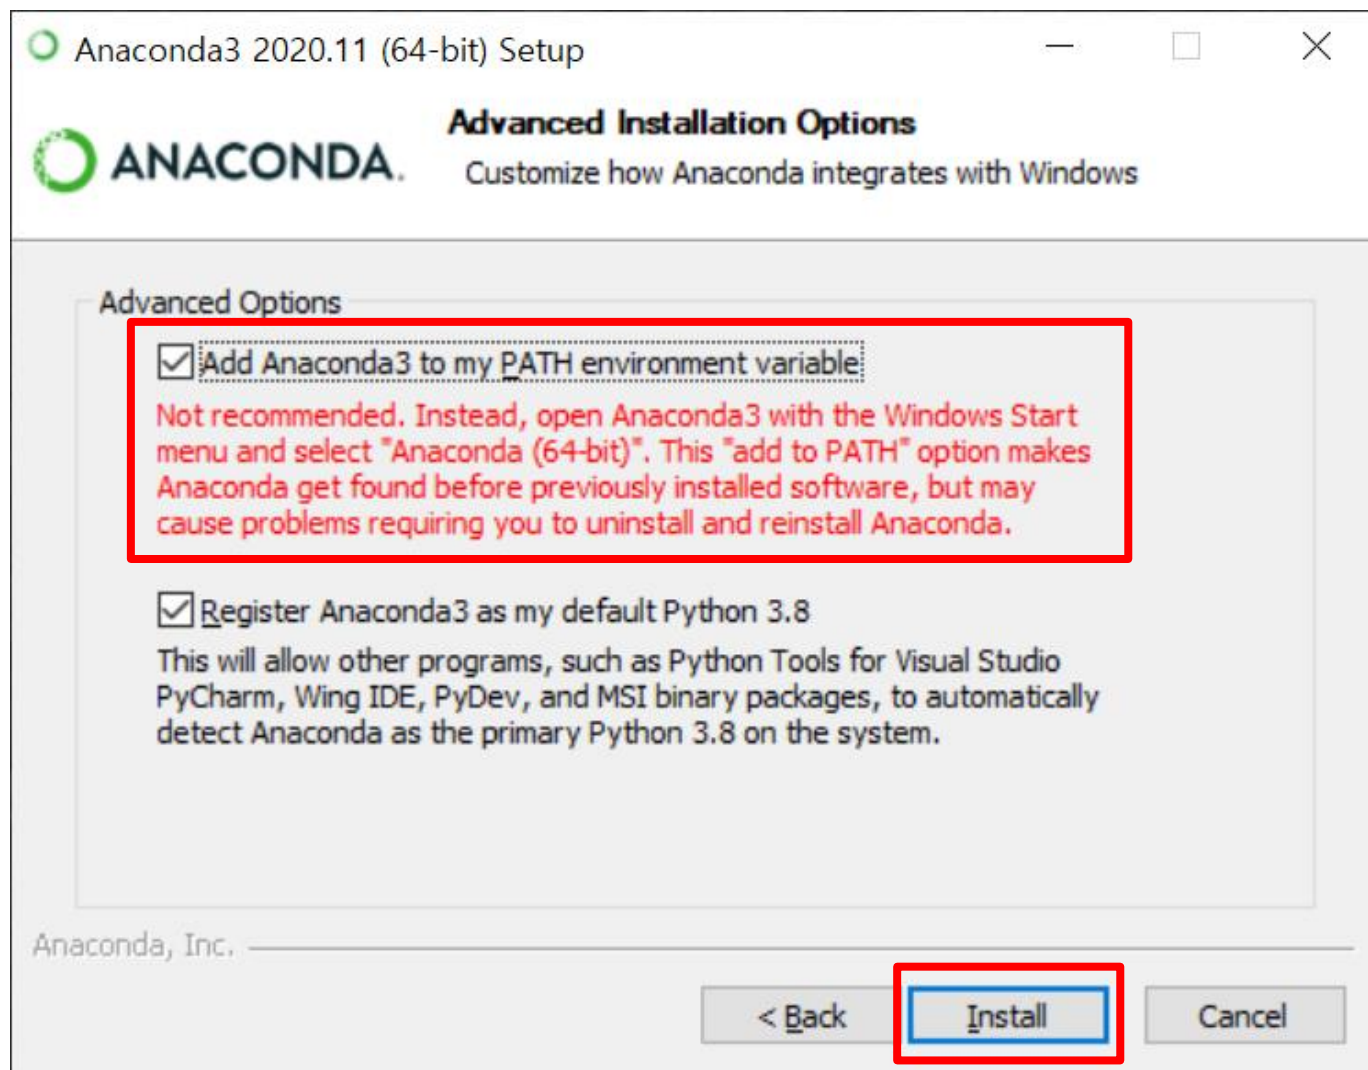 Anaconda3 2020.11 (64-bit) Setup
ANACONDA.
Advanced Installation Options
Customize how Anaconda integrates with Windows
Advanced Options
Add Anaconda3 to my PATH environment variable
Not recommended. Instead, open Anaconda3 with the Windows Start
menu and select "Anaconda (64-bit)". This "add to PATH" option makes
Anaconda get found before previously installed software, but may
cause problems requiring you to uninstall and reinstall Anaconda.
Register Anaconda3 as my default Python 3.8
This will allow other programs, such as Python Tools for Visual Studio
PyCharm, Wing IDE, PyDev, and MSI binary packages, to automatically
detect Anaconda as the primary Python 3.8 on the system.
Anaconda, Inc.
< Back
Install
Cancel